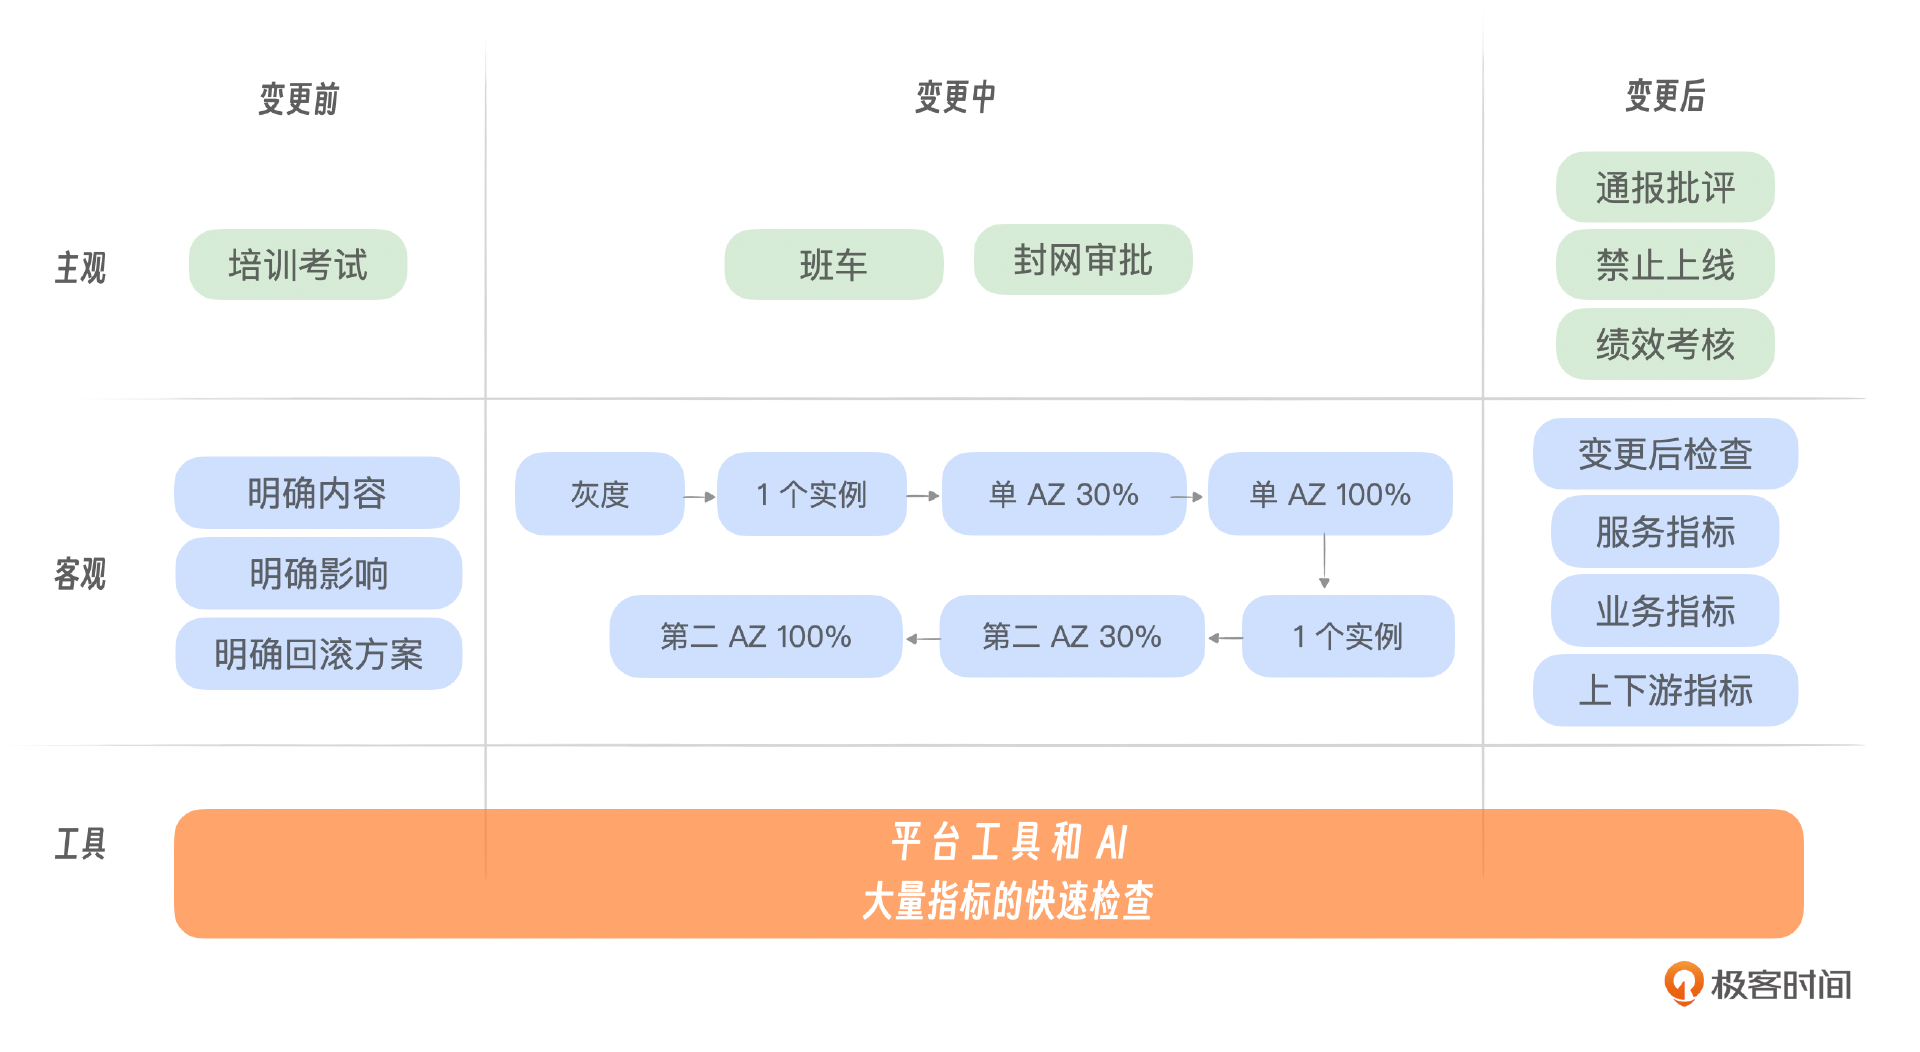 变更前
变更中
变更后
主观
培训考试
班车
封网审批
通报批评
禁止上线
绩效考核
客观
明确内容
明确影响
明确回滚方案
灰度
1 个实例
单 AZ 30%
单 AZ 100%
1 个实例
第二 AZ 30%
第二 AZ 100%
变更后检查
服务指标
业务指标
上下游指标
工具
平台工具和 AI
大量指标的快速检查
极客时间